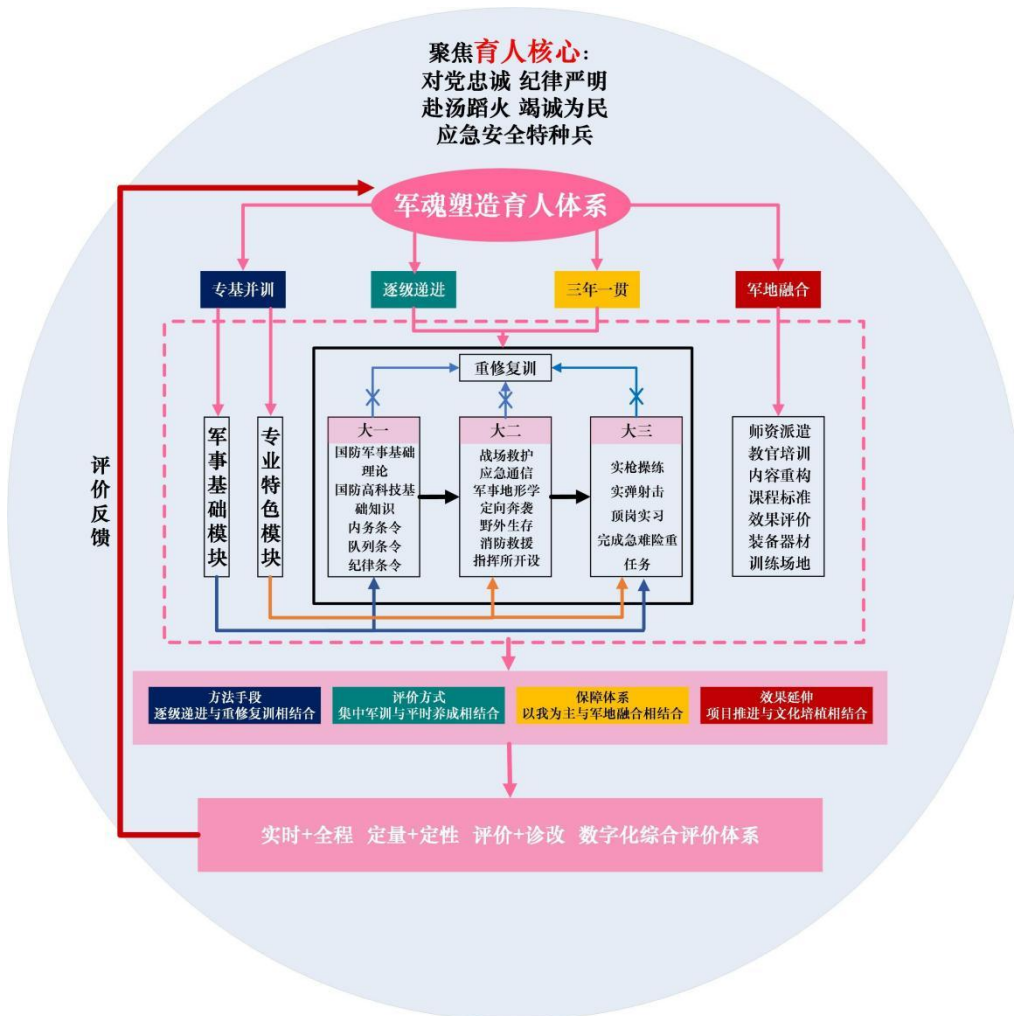 聚焦育人核心：
对党忠诚 纪律严明
赴汤蹈火 竭诚为民
应急安全特种兵
军魂塑造育人体系
专基并训
逐级递进
三年一贯
军地融合
重修复训
军事基础模块
专业特色模块
大一
国防军事基础
理论
国防高科技基
础知识
内务条令
队列条令
纪律条令
大二
战场救护
应急通信
军事地形学
定向奔袭
野外生存
消防救援
指挥所开设
大三
实枪操练
实弹射击
顶岗实习
完成急难险重
任务
师资派遣
教官培训
内容重构
课程标准
效果评价
装备器材
训练场地
评价反馈
方法手段
逐级递进与重修复训相结合
评价方式
集中军训与平时养成相结合
保障体系
以我为主与军地融合相结合
效果延伸
项目推进与文化培植相结合
实时+全程 定量+定性 评价+诊改 数字化综合评价体系